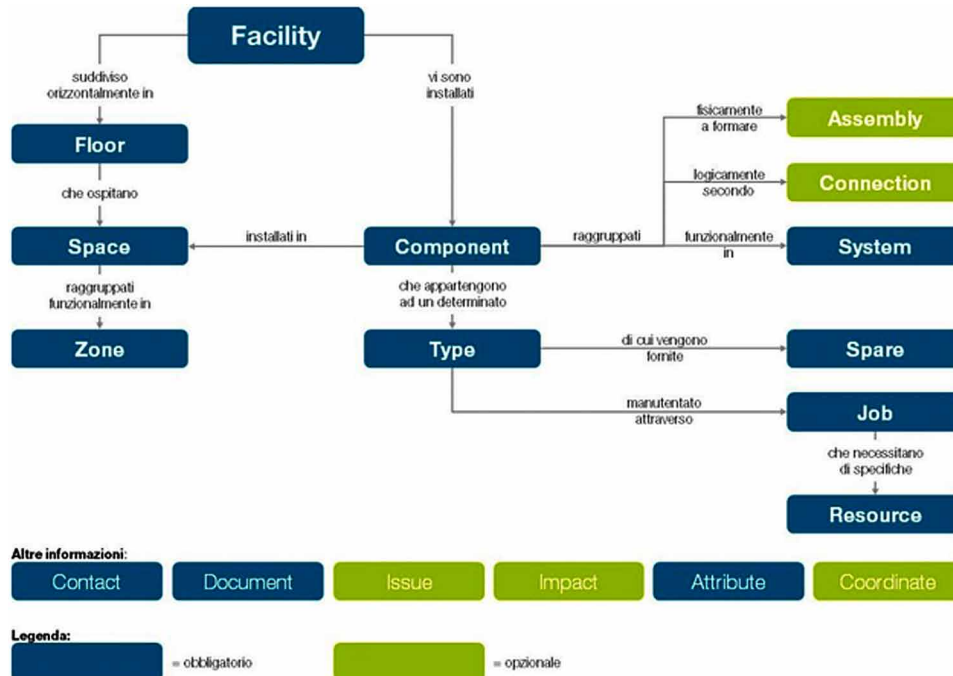 Facility
suddiviso
orizzontalmente in
vi sono
installati
fisicamente
a formare
Assembly
Floor
logicamente
secondo
Connection
che ospitano
Space
installati in
Component
raggruppati
funzionalmente
in
System
raggruppati
funzionalmente in
che appartengono
ad un determinato
Zone
Type
di cui vengono
fornite
Spare
manutentato
attraverso
Job
che necessitano
di specifiche
Resource
Altre informazioni:
Contact
Document
Issue
Impact
Attribute
Coordinate
Legenda:
= obbligatorio
= opzionale